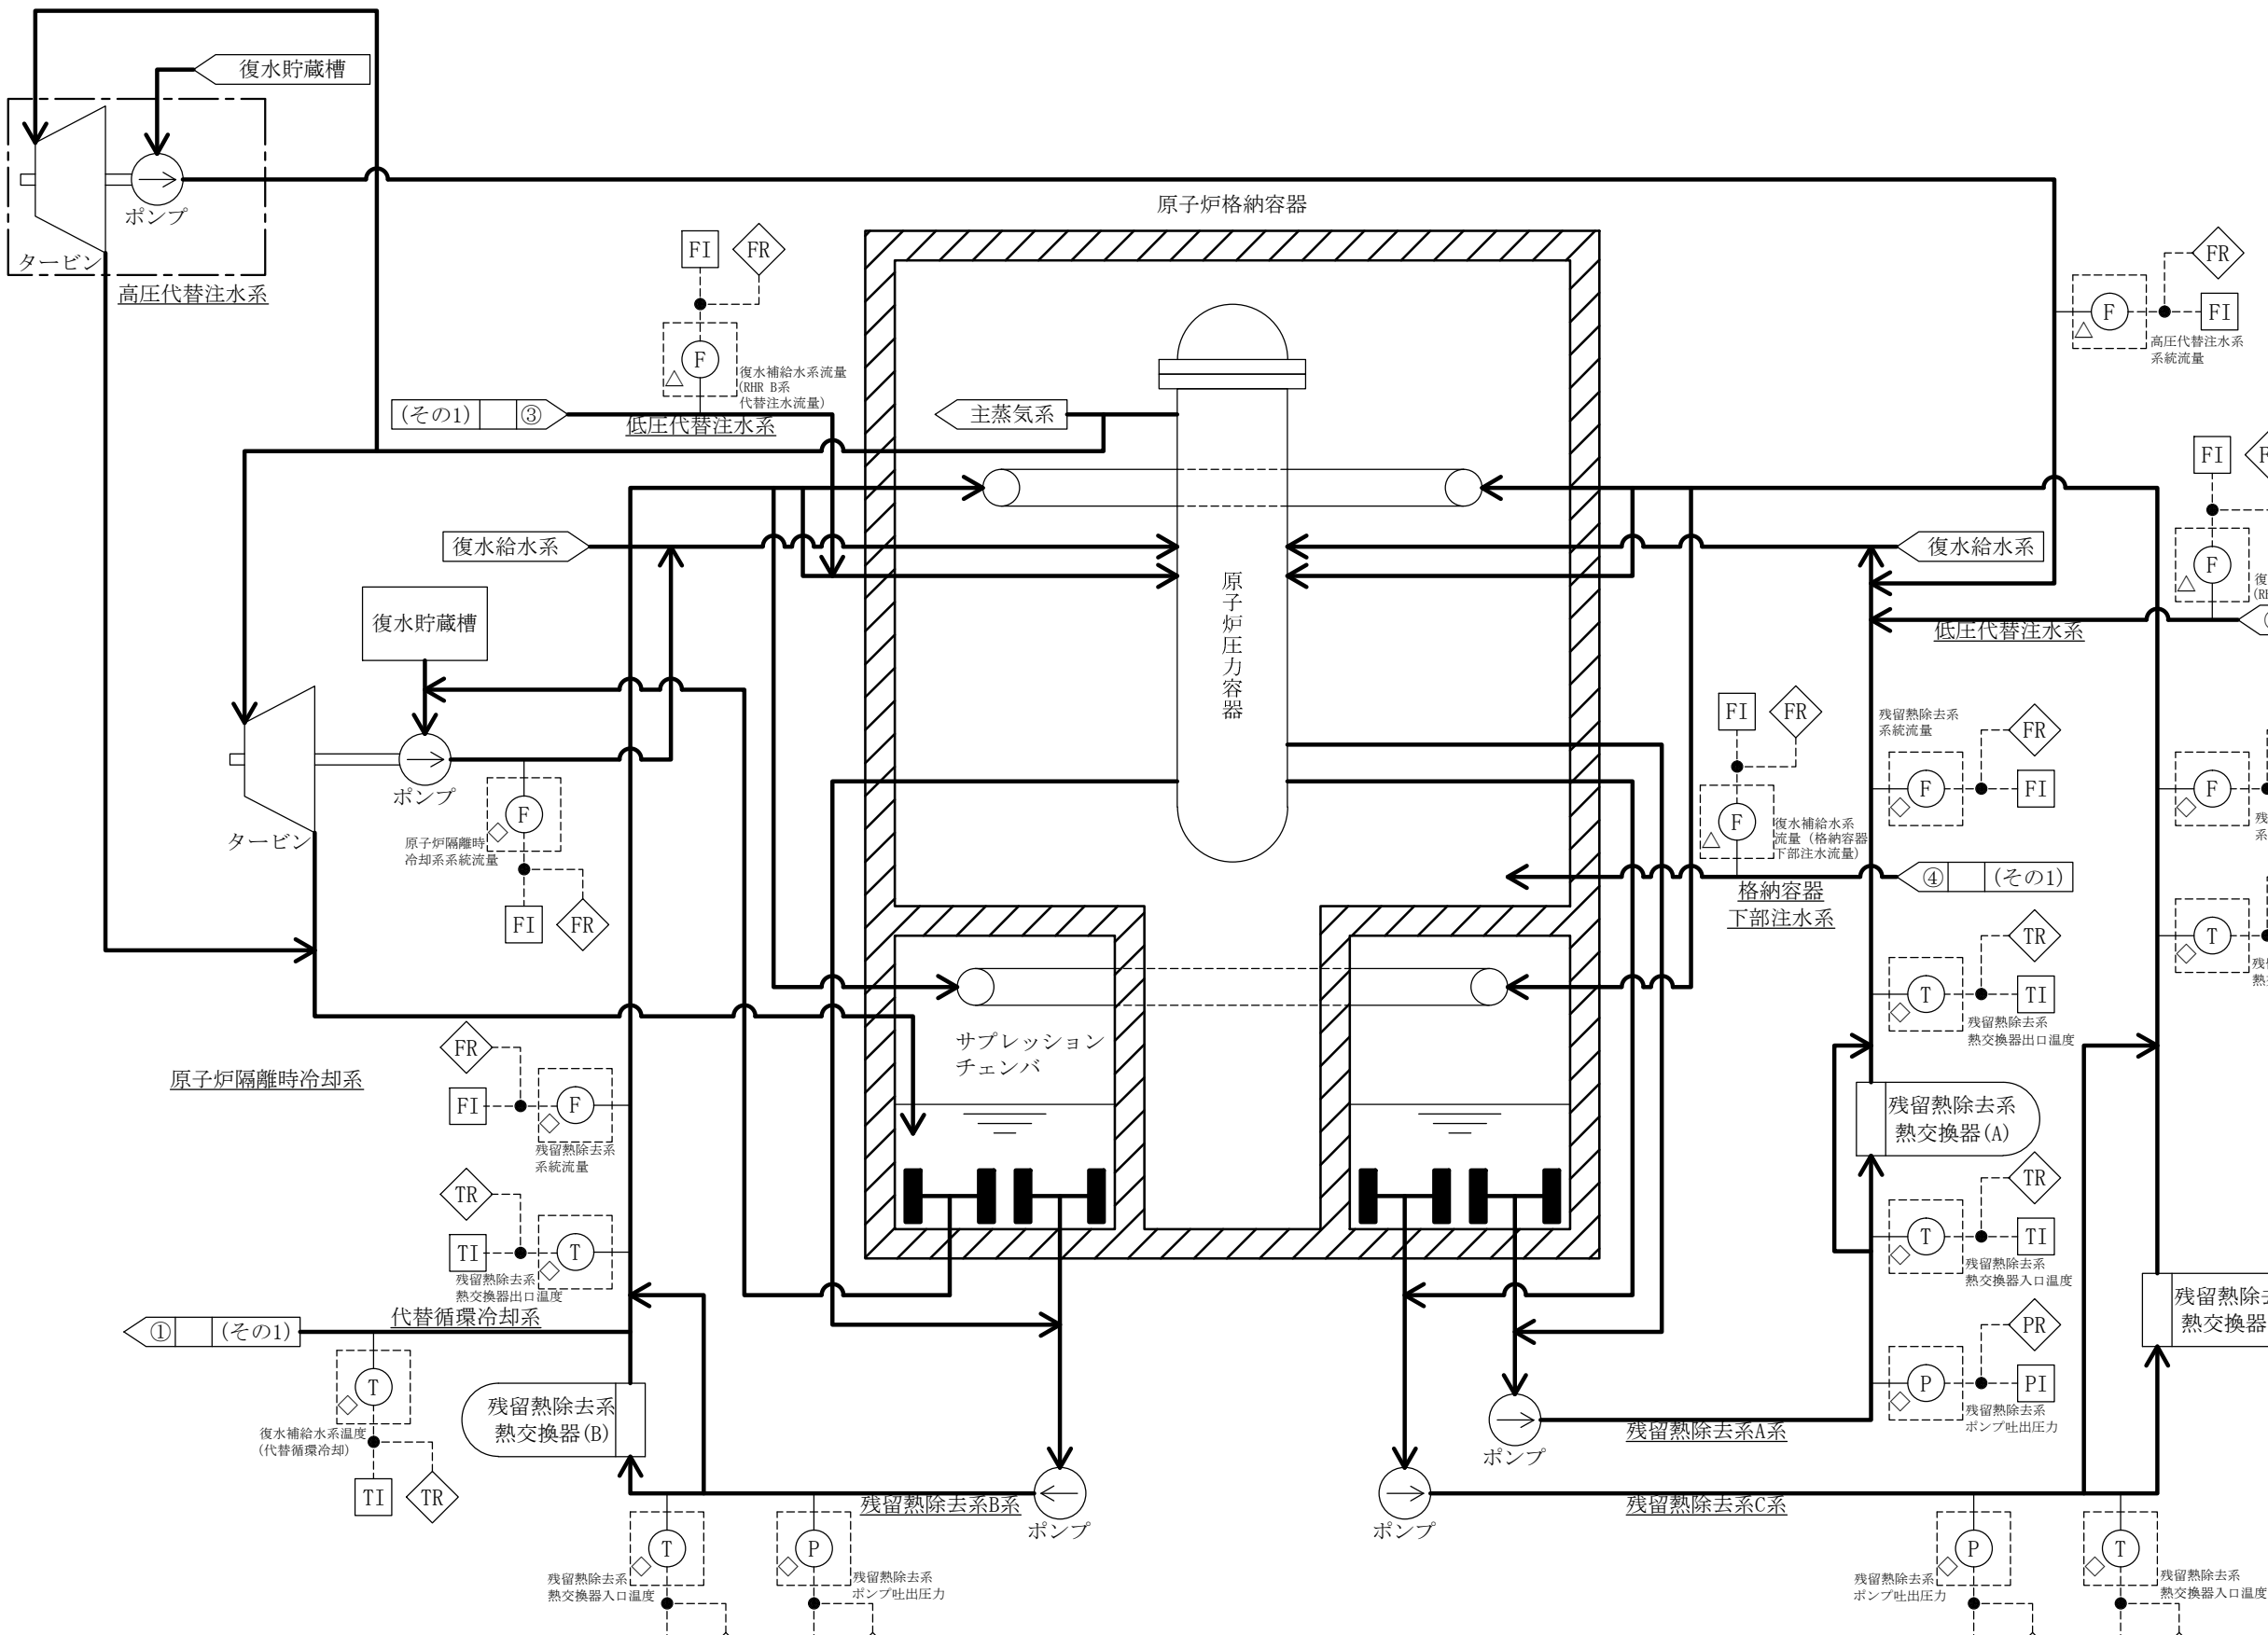 復水貯蔵槽
ポンプ
タービン
高圧代替注水系
原子炉格納容器
FI
FR
F
復水補給水系流量
(RHR B系
代替注水流量)
(その1)
③
低圧代替注水系
主蒸気系
FR
F
FI
高圧代替注水系
系統流量
FI
F
復水給水系
復水給水系
低圧代替注水系
復水貯蔵槽
原子炉圧力容器
ポンプ
タービン
F
原子炉隔離時
冷却系系統流量
FI
FR
FI
FR
F
復水補給水系
流量(格納容器
下部注水流量)
残留熱除去系
系統流量
FR
F
FI
F
④
(その1)
格納容器
下部注水系
TR
T
TI
残留熱除去系
熱交換器出口温度
T
サプレッション
チェンバ
原子炉隔離時冷却系
FR
FI
F
残留熱除去系
系統流量
TR
TI
T
残留熱除去系
熱交換器出口温度
残留熱除去系
熱交換器(A)
TR
T
TI
残留熱除去系
熱交換器入口温度
代替循環冷却系
①
(その1)
T
復水補給水系温度
(代替循環冷却)
TI
TR
残留熱除去系
熱交換器(B)
PR
P
PI
残留熱除去系
ポンプ吐出圧力
熱交換器
残留熱除去系A系
ポンプ
残留熱除去系B系
ポンプ
ポンプ
残留熱除去系C系
T
残留熱除去系
熱交換器入口温度
P
残留熱除去系
ポンプ吐出圧力
P
残留熱除去系
ポンプ吐出圧力
T
残留熱除去系
熱交換器入口温度